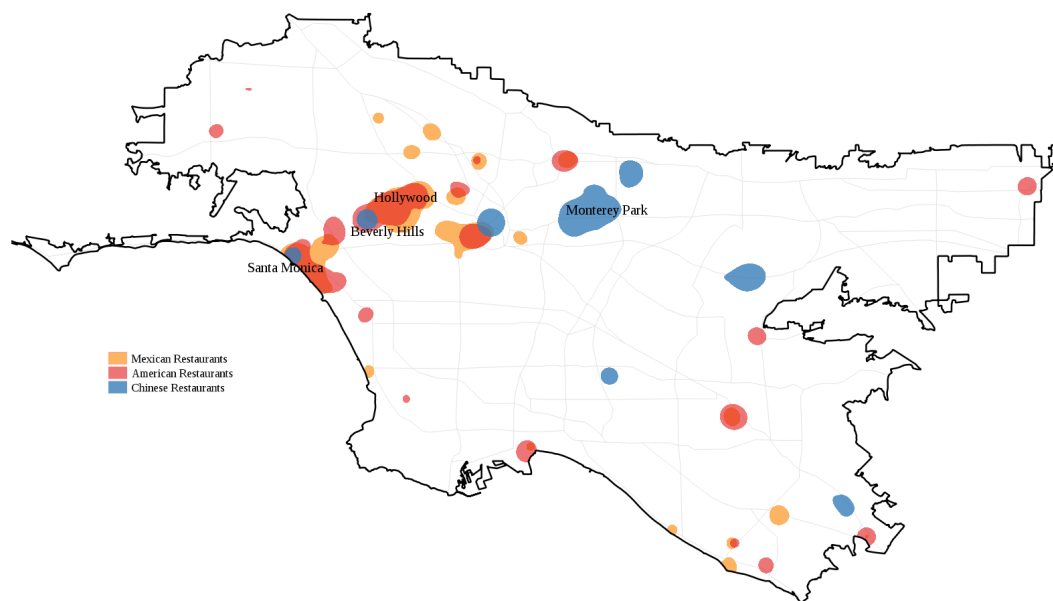 Hollywood
Monterey Park
Beverly Hills
Santa Monica
Mexican Restaurants
American Restaurants
Chinese Restaurants